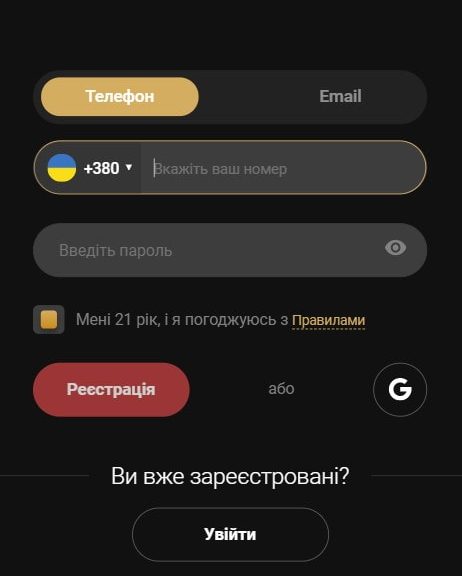 Телефон Email
+380 Вкажіть ваш номер
Введіть пароль
Мені 21 рік, і я погоджуюсь з Правилами
Реєстрація або G
Ви вже зареєстровані?
Увійти